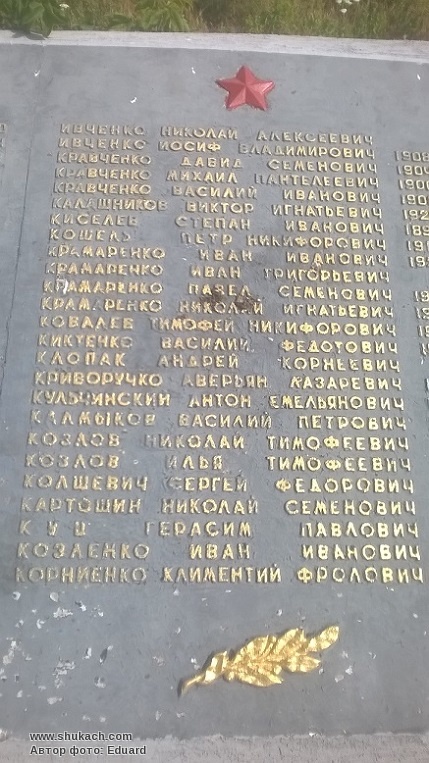 ИВЧЕНКО НИКОЛАЙ АЛЕКСЕЕВИЧ
ИВЧЕНКО ИОСИФ ВЛАДИМИРОВИЧ 1908
КРАВЧЕНКО ДАВИД СЕМЕНОВИЧ
КРАВЧЕНКО МИХАИЛ ПАНТЕЛЕЕВИЧ
КРАВЧЕНКО ВАСИЛИЙ ИВАНОВИЧ
КАЛАШНИКОВ ВИКТОР ИГНАТЬЕВИЧ
КИСЕЛЕВ СТЕПАН ИВАНОВИЧ
КОШЕЛЬ ПЕТР НИКИФОРОВИЧ
КРАМАРЕНКО ИВАН ИВАНОВИЧ
КРАМАРЕНКО ИВАН ГРИГОРЬЕВИЧ
КРАМАРЕНКО ПАВЕЛ СЕМЕНОВИЧ
КРАМАРЕНКО НИКОЛАЙ ИГНАТЬЕВИЧ
КОВАЛЕВ ТИМОФЕЙ НИКИФОРОВИЧ
КИКТЕНКО ВАСИЛИЙ ФЕДОТОВИЧ
КЛОПАК АНДРЕЙ КОРНЕЕВИЧ
КРИВОРУЧКО АВЕРЬЯН ЛАЗАРЕВИЧ
КУЛЬЧИНСКИЙ АНТОН ЕМЕЛЬЯНОВИЧ
КАЛМЫКОВ ВАСИЛИЙ ПЕТРОВИЧ
КОЗЛОВ НИКОЛАЙ ТИМОФЕЕВИЧ
КОЗЛОВ ИЛЬЯ ТИМОФЕЕВИЧ
КОЛШЕВИЧ СЕРГЕЙ ФЕДОРОВИЧ
КАРТОШИН НИКОЛАЙ СЕМЕНОВИЧ
КУЦ ГЕРАСИМ ПАВЛОВИЧ
КОЗЛЕНКО ИВАН ИВАНОВИЧ
КОРНИЕНКО КЛИМЕНТИЙ ФРОЛОВИЧ
www.shukach.com
Автор фото: Eduard